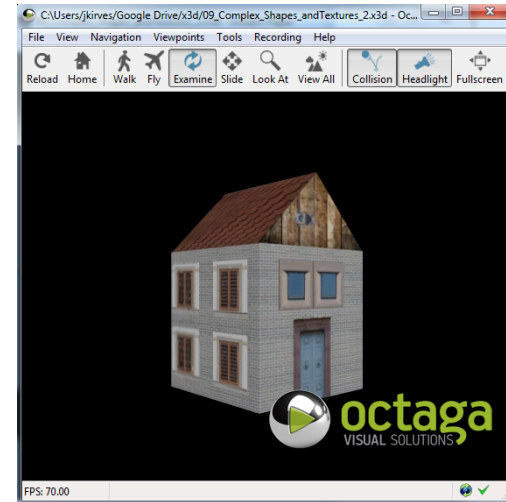 C:\Users/jkirves/Google Drive/x3d/09_Complex_Shapes_andTextures_2.x3d - Oc...
File View Navigation Viewpoints Tools Recording Help
Reload Home Walk Fly Examine Slide Look At View All Collision Headlight Fullscreen
octaga
VISUAL SOLUTIONS
FPS: 70.00